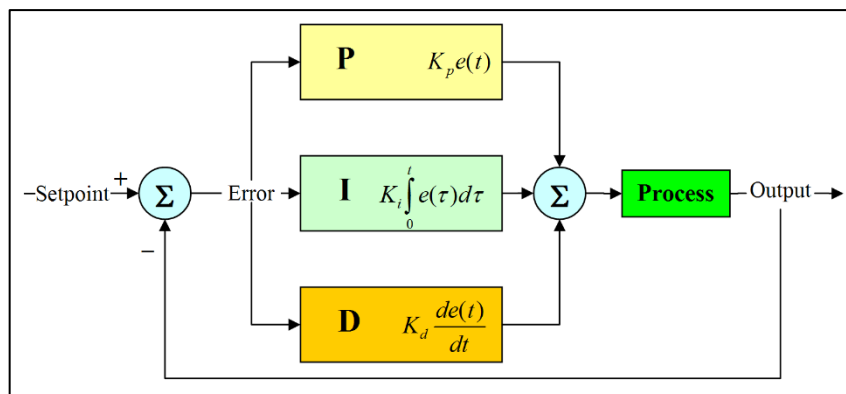 P K_p e(t)
–Setpoint
+
Σ
Error
I K_i ∫_0^t e(τ)dτ
Σ
Process
Output
–
D K_d de(t)/dt